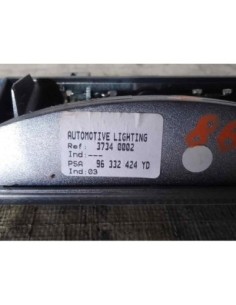 AUTOMOTIVE LIGHTING
Ref: 3734 0002
Ind:---
PSA 96 332 424 YD
Ind:03